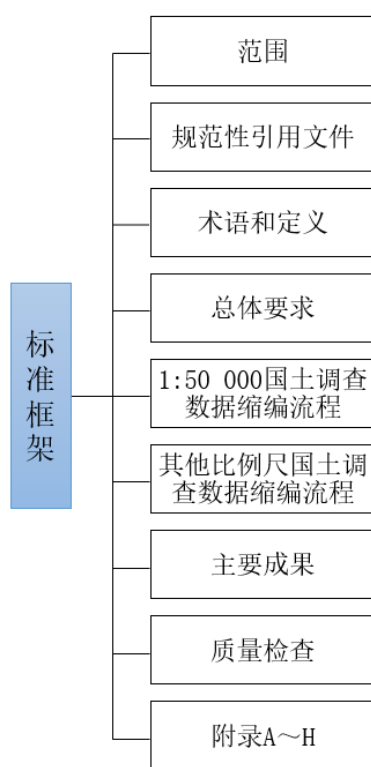 标准框架
范围
规范性引用文件
术语和定义
总体要求
1:50 000国土调查
数据缩编流程
其他比例尺国土调
查数据缩编流程
主要成果
质量检查
附录A～H